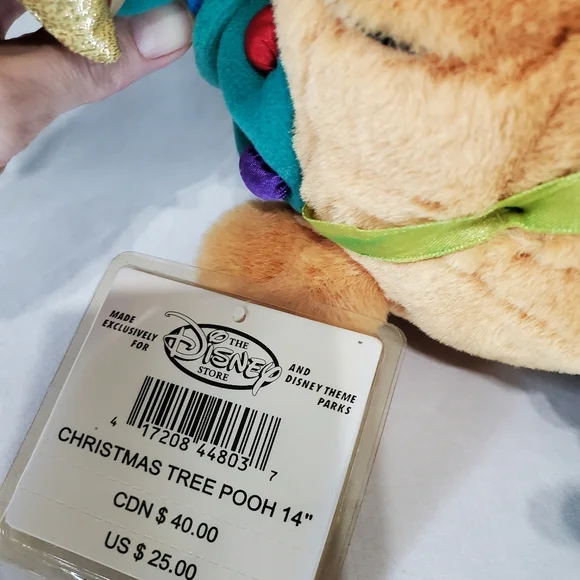 MADE
EXCLUSIVELY
FOR
THE
DISNEY
STORE
AND
DISNEY THEME
PARKS
4 17208 44803 7
CHRISTMAS TREE POOH 14"
CDN $ 40.00
US $ 25.00